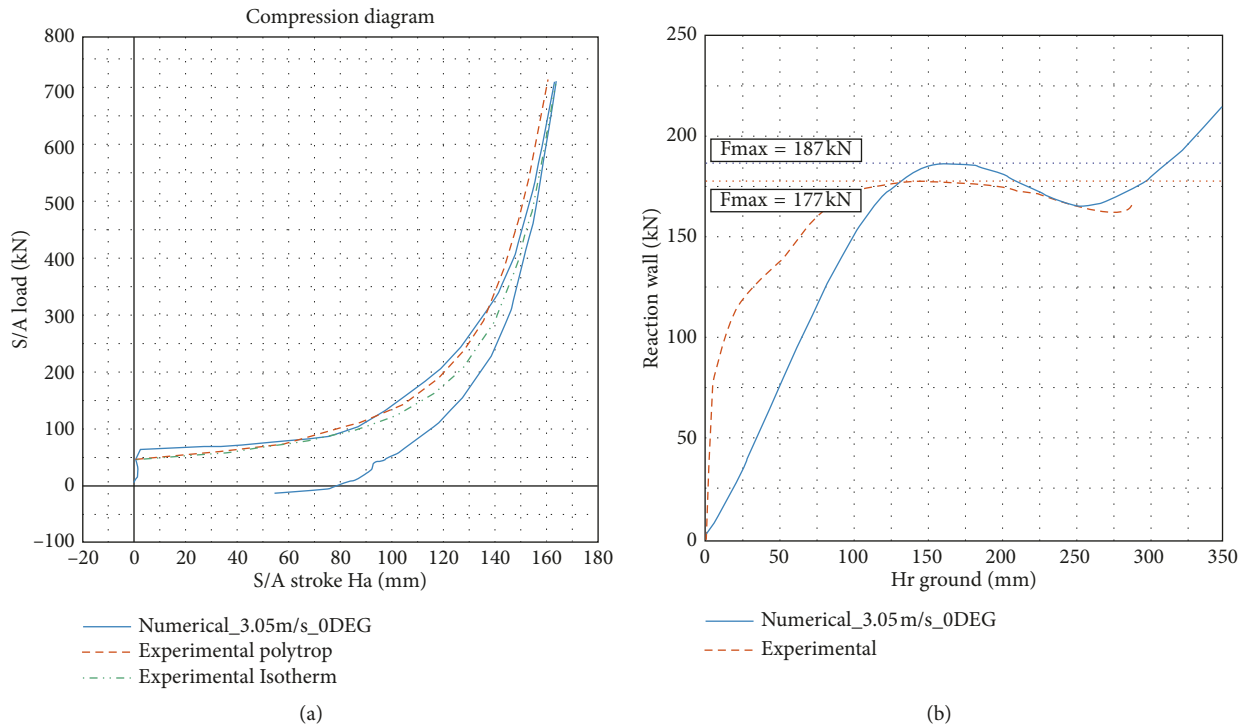 Compression diagram
800
700
600
500
400
300
200
100
0
−100
−20
0
20
40
60
80
100
120
140
160
180
S/A load (kN)
S/A stroke Ha (mm)
Numerical_3.05m/s_0DEG
Experimental polytrop
Experimental Isotherm
(a)
250
200
150
100
50
0
0
50
100
150
200
250
300
350
Fmax = 187 kN
Fmax = 177 kN
Reaction wall (kN)
Hr ground (mm)
Numerical_3.05m/s_0DEG
Experimental
(b)